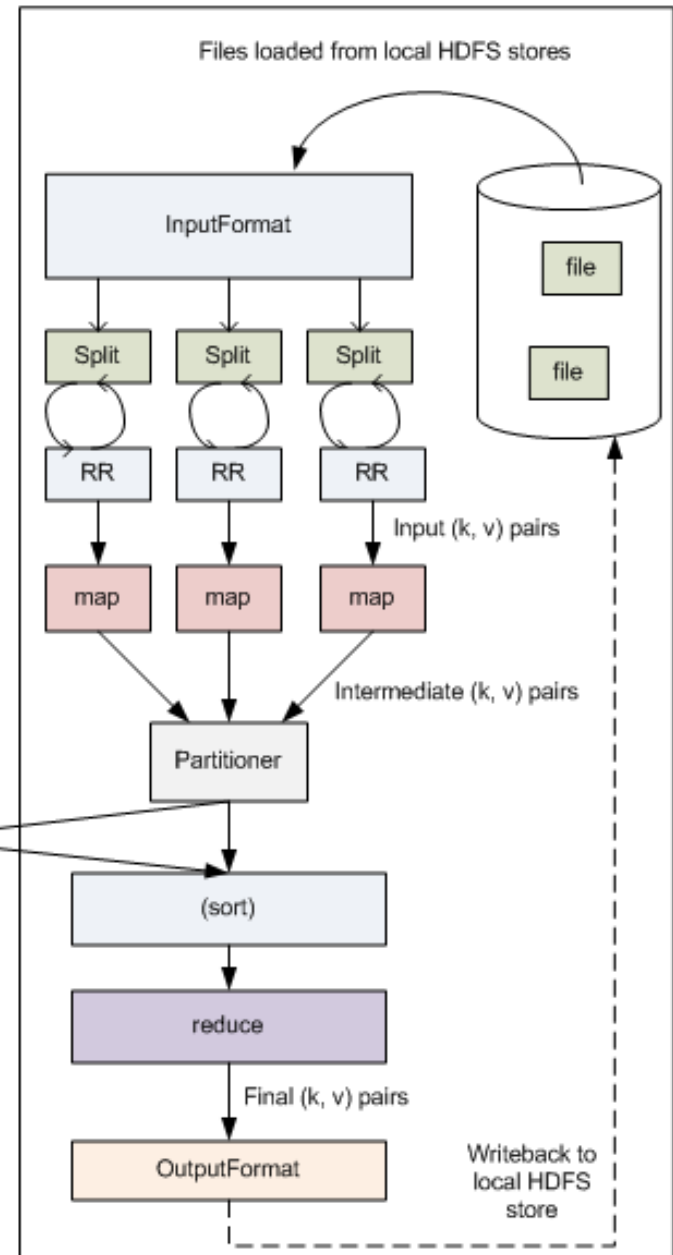 Files loaded from local HDFS stores
InputFormat
file
Split Split Split
file
RR RR RR
Input (k, v) pairs
map map map
Intermediate (k, v) pairs
Partitioner
(sort)
reduce
Final (k, v) pairs
OutputFormat
Writeback to
local HDFS
store